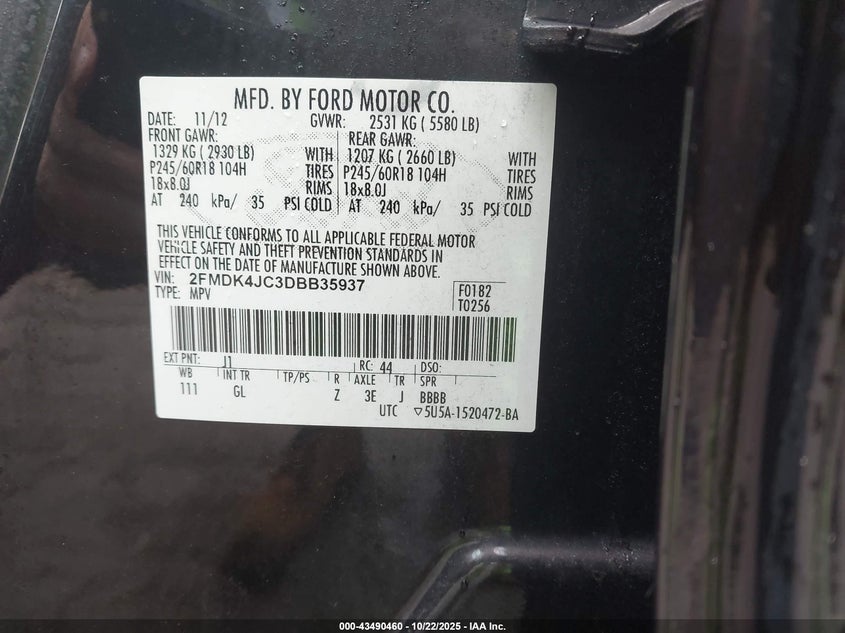 MFD. BY FORD MOTOR CO.
DATE: 11/12 GVWR: 2531 KG ( 5580 LB)
FRONT GAWR: REAR GAWR:
1329 KG ( 2930 LB) WITH 1207 KG ( 2660 LB) WITH
P245/60R18 104H TIRES P245/60R18 104H TIRES
18x8.0J RIMS 18x8.0J RIMS
AT 240 kPa/ 35 PSI COLD AT 240 kPa/ 35 PSI COLD
THIS VEHICLE CONFORMS TO ALL APPLICABLE FEDERAL MOTOR
VEHICLE SAFETY AND THEFT PREVENTION STANDARDS IN
EFFECT ON THE DATE OF MANUFACTURE SHOWN ABOVE.
VIN: 2FMDK4JC3DBB35937
TYPE: MPV
F0182
T0256
EXT PNT: J1 RC: 44 DSO:
WB INT TR TP/PS R AXLE TR SPR
111 GL Z 3E J BBBB
UTC ▽5U5A-1520472-BA
000-43490460 - 10/22/2025 - IAA Inc.